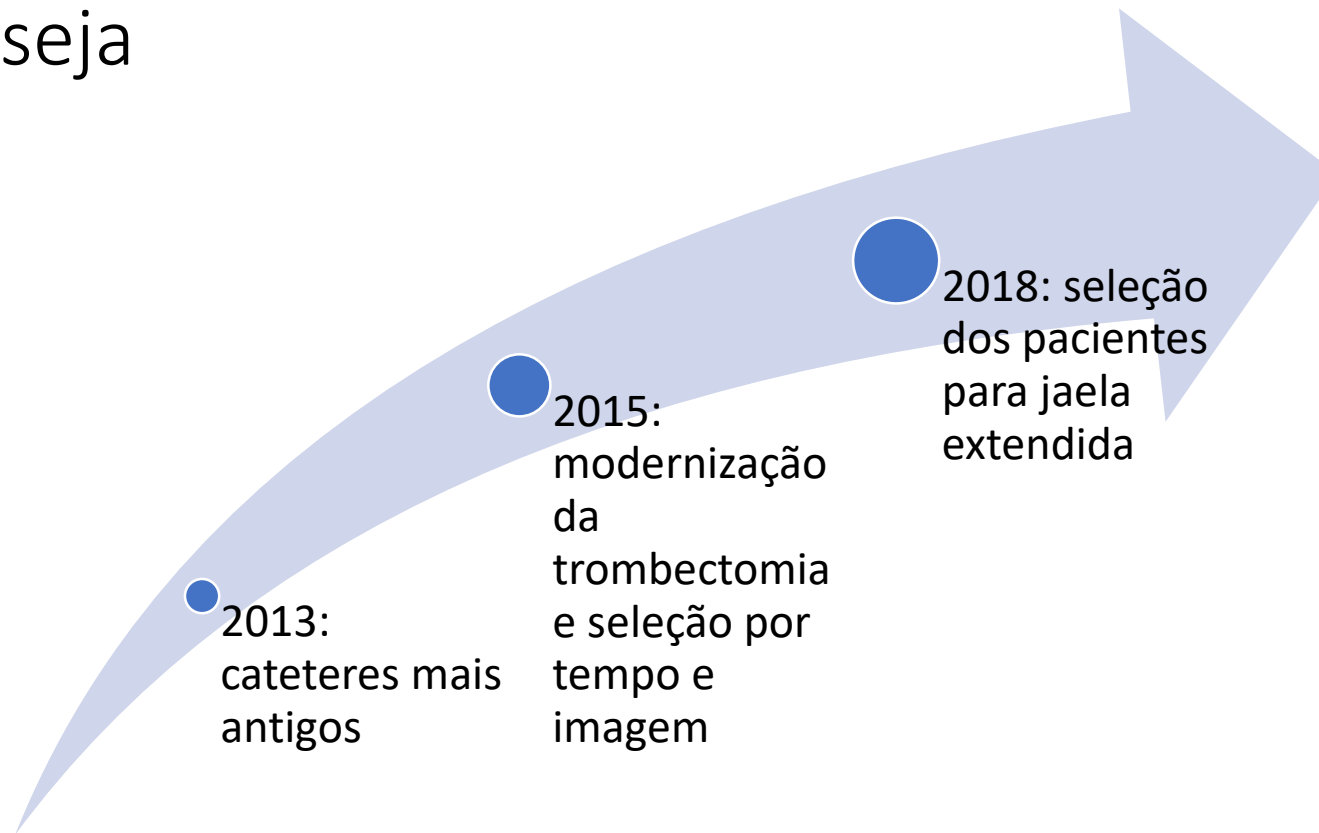 seja
2013:
cateteres mais
antigos
2015:
modernização
da
trombectomia
e seleção por
tempo e
imagem
2018: seleção
dos pacientes
para jaela
extendida